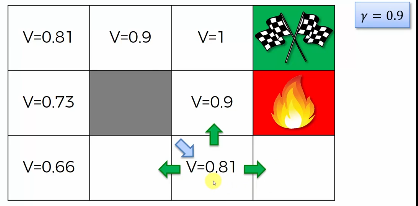 V=0.81 V=0.9 V=1
γ = 0.9
V=0.73 V=0.9
V=0.66 V=0.81